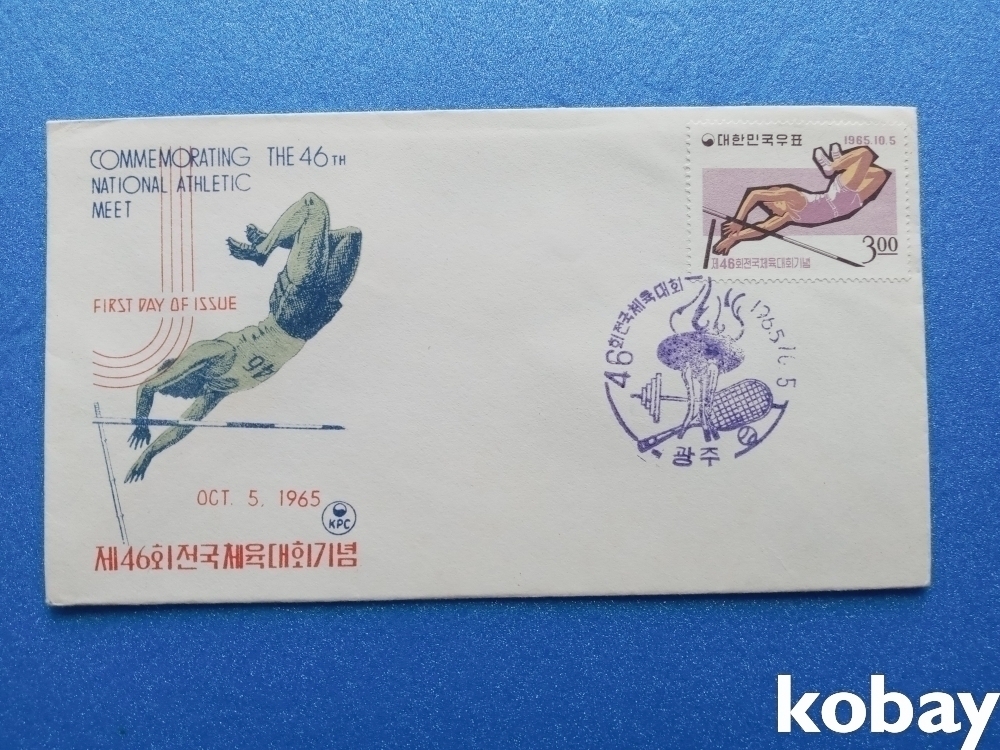 COMMEMORATING THE 46TH
NATIONAL ATHLETIC
MEET
FIRST DAY OF ISSUE
46
OCT. 5, 1965
KPC
제46회전국체육대회기념
대한민국우표
1965.10.5
3.00
제46회전국체육대회기념
46회전국체육대회
1965.10.5
광주
kobay